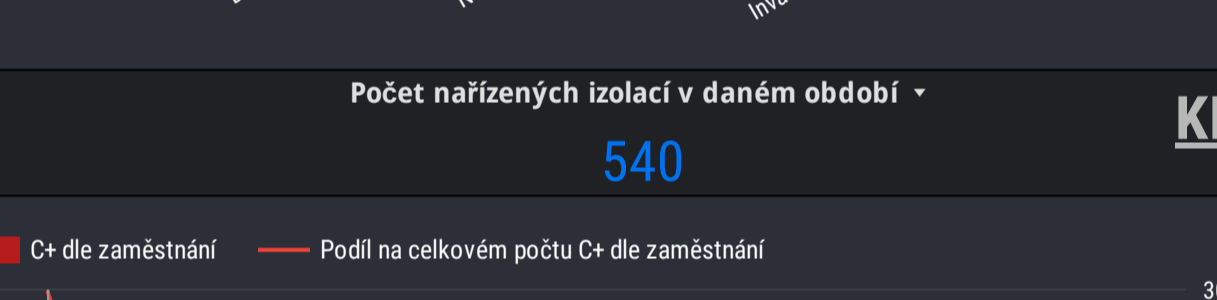 Počet nařízených izolací v daném období
540
C+ dle zaměstnání
Podíl na celkovém počtu C+ dle zaměstnání